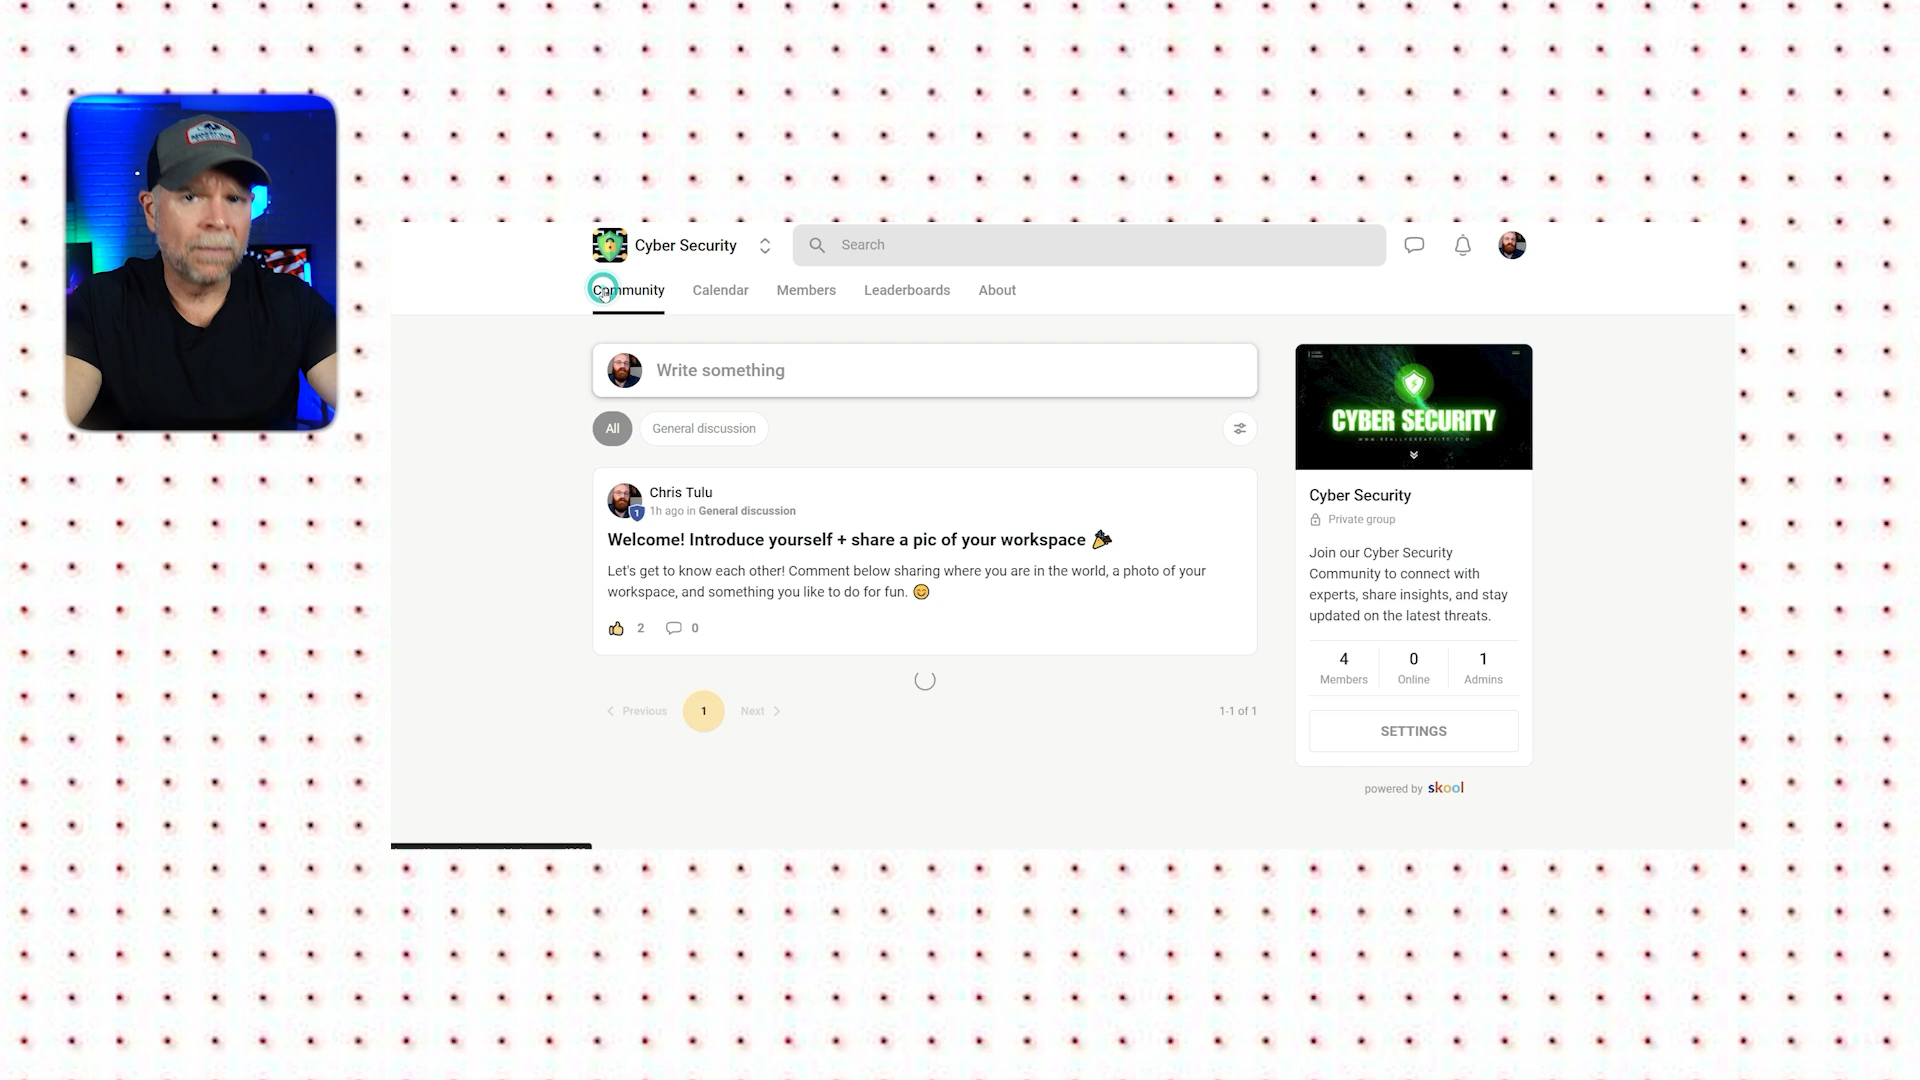 Cyber Security
Search
Community
Calendar
Members
Leaderboards
About
Write something
All
General discussion
Chris Tulu
1
1h ago in General discussion
Welcome! Introduce yourself + share a pic of your workspace 🎉
Let's get to know each other! Comment below sharing where you are in the world, a photo of your
workspace, and something you like to do for fun. 😊
2
0
Previous
1
Next
1-1 of 1
CYBER SECURITY
WWW.REALLYGREATSITE.COM
Cyber Security
Private group
Join our Cyber Security
Community to connect with
experts, share insights, and stay
updated on the latest threats.
4
Members
0
Online
1
Admins
SETTINGS
powered by skool